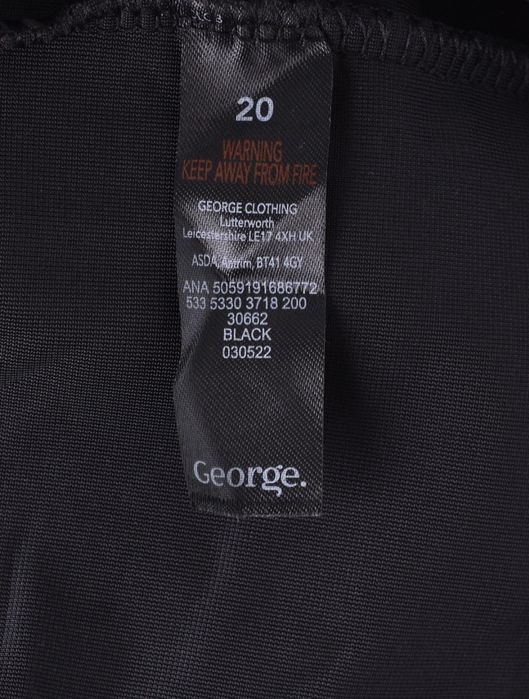 20
WARNING
KEEP AWAY FROM FIRE
GEORGE CLOTHING
Lutterworth
Leicestershire LE17 4XH UK
ASDA, Antrim, BT41 4GY
ANA 5059191686772
533 5330 3718 200
30662
BLACK
030522
George.